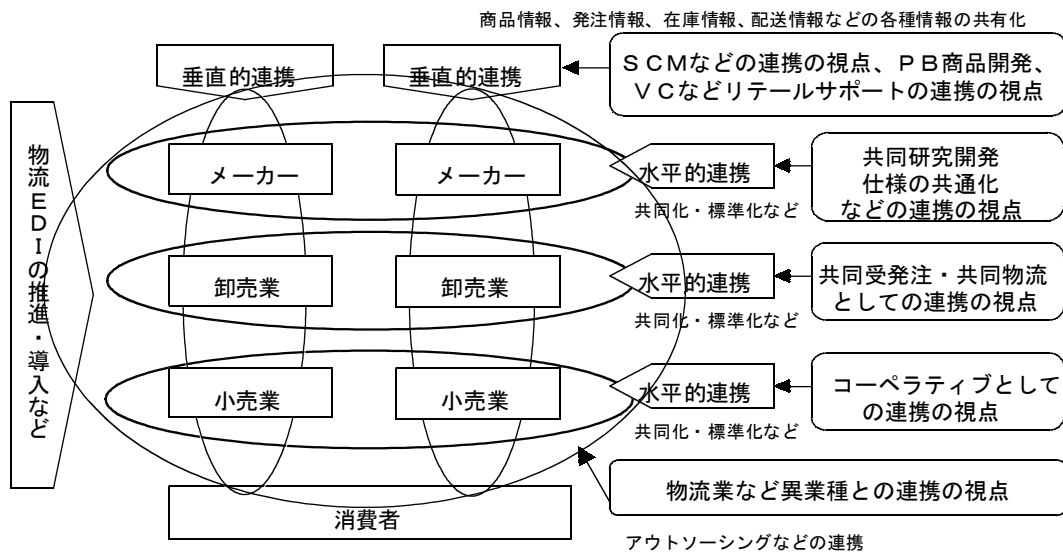 商品情報、発注情報、在庫情報、配送情報などの各種情報の共有化
垂直的連携
垂直的連携
ＳＣＭなどの連携の視点、ＰＢ商品開発、
ＶＣなどリテールサポートの連携の視点
物流ＥＤＩの推進・導入など
メーカー
メーカー
水平的連携
共同化・標準化など
共同研究開発
仕様の共通化
などの連携の視点
卸売業
卸売業
水平的連携
共同化・標準化など
共同受発注・共同物流
としての連携の視点
小売業
小売業
水平的連携
共同化・標準化など
コーペラティブとして
の連携の視点
消費者
物流業など異業種との連携の視点
アウトソーシングなどの連携